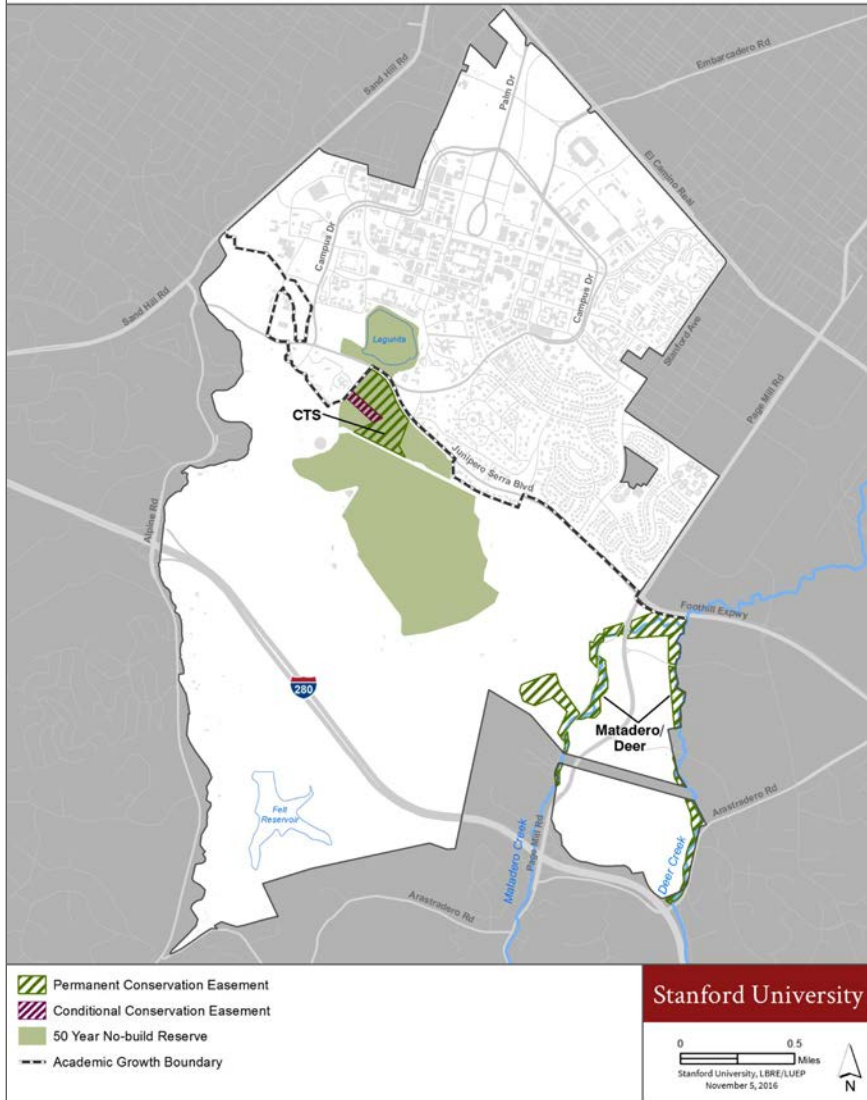 Sand Hill Rd
Palm Dr
Embarcadero Rd
El Camino Real
Campus Dr
Campus Dr
Sand Hill Rd
Stanford Ave
Page Mill Rd
Lagunita
CTS
Junipero Serra Blvd
Alpine Rd
Foothill Expwy
280
Matadero/
Deer
Felt
Reservoir
Arastradero Rd
Matadero Creek
Page Mill Rd
Deer Creek
Arastradero Rd
Permanent Conservation Easement
Conditional Conservation Easement
50 Year No-build Reserve
Academic Growth Boundary
Stanford University
0 0.5
Miles
Stanford University, LBRE/LUEP
November 5, 2016
N